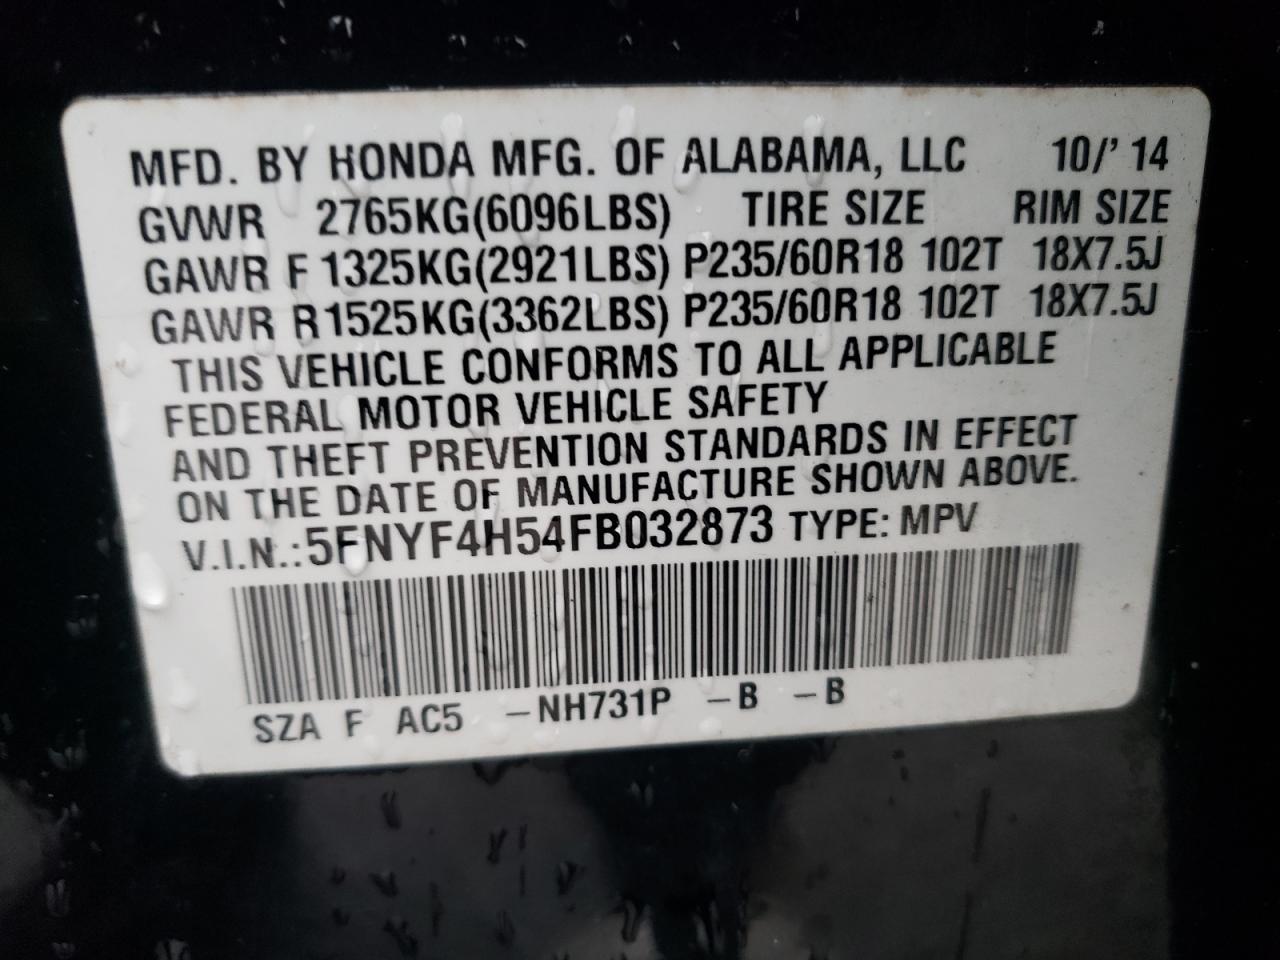 MFD. BY HONDA MFG. OF ALABAMA, LLC 10/'14
GVWR 2765KG(6096LBS) TIRE SIZE RIM SIZE
GAWR F 1325KG(2921LBS) P235/60R18 102T 18X7.5J
GAWR R1525KG(3362LBS) P235/60R18 102T 18X7.5J
THIS VEHICLE CONFORMS TO ALL APPLICABLE
FEDERAL MOTOR VEHICLE SAFETY
AND THEFT PREVENTION STANDARDS IN EFFECT
ON THE DATE OF MANUFACTURE SHOWN ABOVE.
V.I.N.:5FNYF4H54FB032873 TYPE: MPV
SZA F AC5 -NH731P -B -B